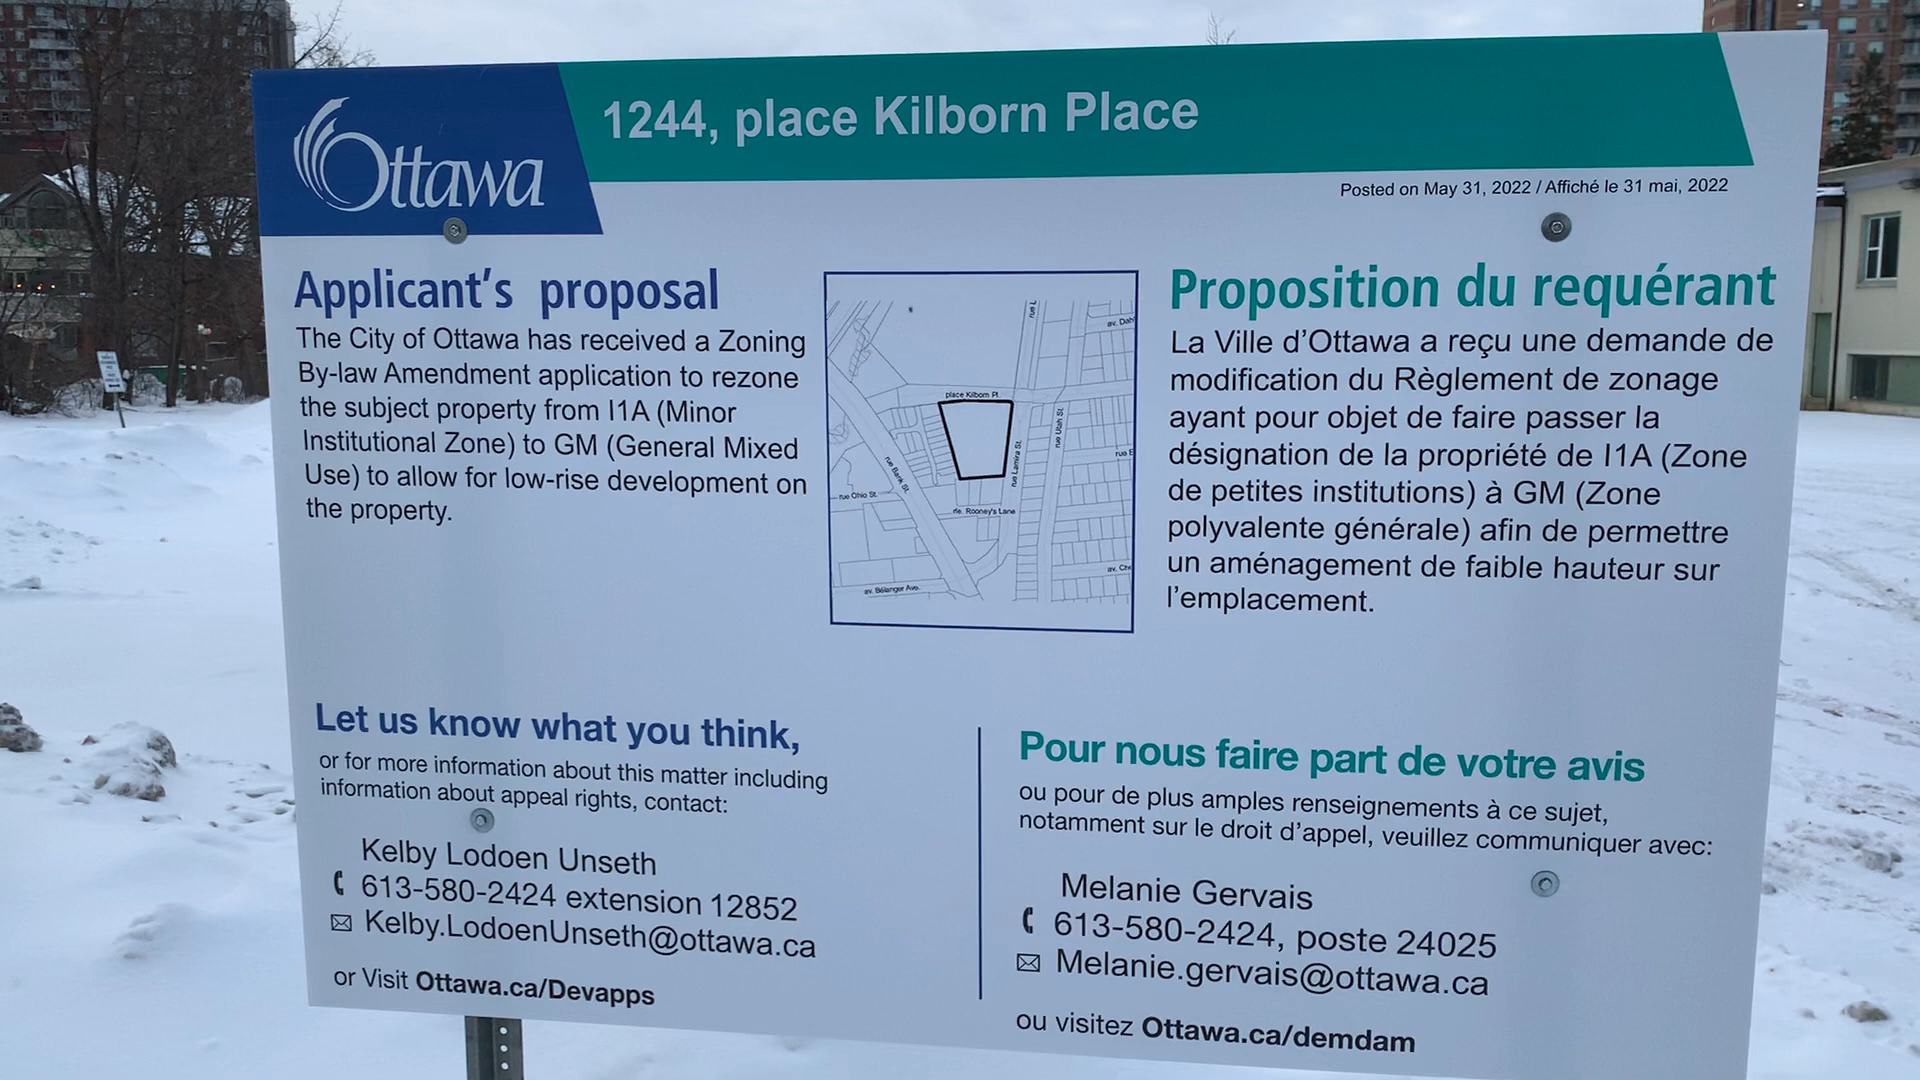 Ottawa
1244, place Kilborn Place
Posted on May 31, 2022 / Affiché le 31 mai, 2022
Applicant's proposal
The City of Ottawa has received a Zoning
By-law Amendment application to rezone
the subject property from I1A (Minor
Institutional Zone) to GM (General Mixed
Use) to allow for low-rise development on
the property.
rue L
av. Dah
place Kilborn Pl.
rue Utah St.
rue Lamira St.
rue Bank St.
rue E
rue Ohio St.
rle. Rooney's Lane
av. Che
av. Bélanger Ave.
Proposition du requérant
La Ville d'Ottawa a reçu une demande de
modification du Règlement de zonage
ayant pour objet de faire passer la
désignation de la propriété de I1A (Zone
de petites institutions) à GM (Zone
polyvalente générale) afin de permettre
un aménagement de faible hauteur sur
l'emplacement.
Let us know what you think,
or for more information about this matter including
information about appeal rights, contact:
Kelby Lodoen Unseth
613-580-2424 extension 12852
Kelby.LodoenUnseth@ottawa.ca
or Visit Ottawa.ca/Devapps
Pour nous faire part de votre avis
ou pour de plus amples renseignements à ce sujet,
notamment sur le droit d'appel, veuillez communiquer avec:
Melanie Gervais
613-580-2424, poste 24025
Melanie.gervais@ottawa.ca
ou visitez Ottawa.ca/demdam